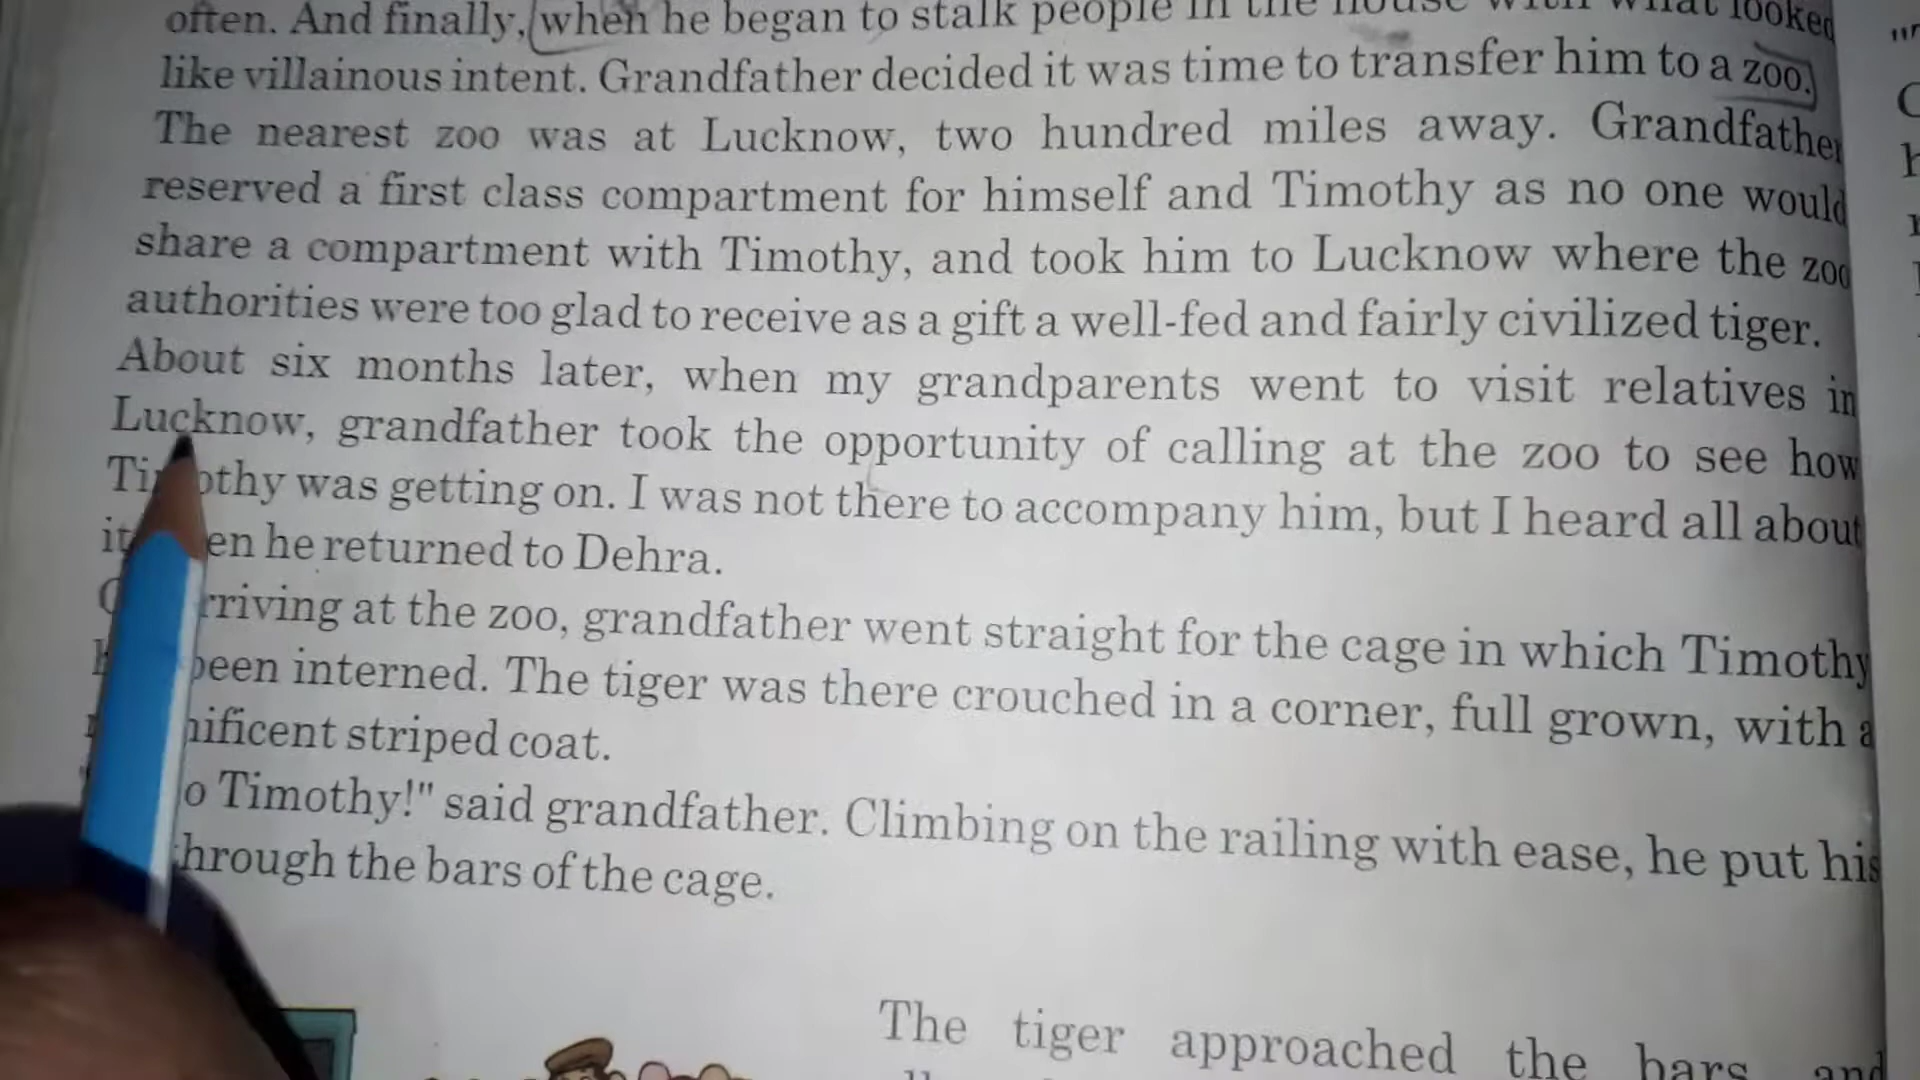 often. And finally, when he began to stalk people in the house with what looked
like villainous intent. Grandfather decided it was time to transfer him to a zoo.
The nearest zoo was at Lucknow, two hundred miles away. Grandfather
reserved a first class compartment for himself and Timothy as no one would
share a compartment with Timothy, and took him to Lucknow where the zoo
authorities were too glad to receive as a gift a well-fed and fairly civilized tiger.
About six months later, when my grandparents went to visit relatives in
Lucknow, grandfather took the opportunity of calling at the zoo to see how
Timothy was getting on. I was not there to accompany him, but I heard all about
it en he returned to Dehra.
rriving at the zoo, grandfather went straight for the cage in which Timothy
been interned. The tiger was there crouched in a corner, full grown, with a
nificent striped coat.
o Timothy!" said grandfather. Climbing on the railing with ease, he put his
through the bars of the cage.
The tiger approached the bars and